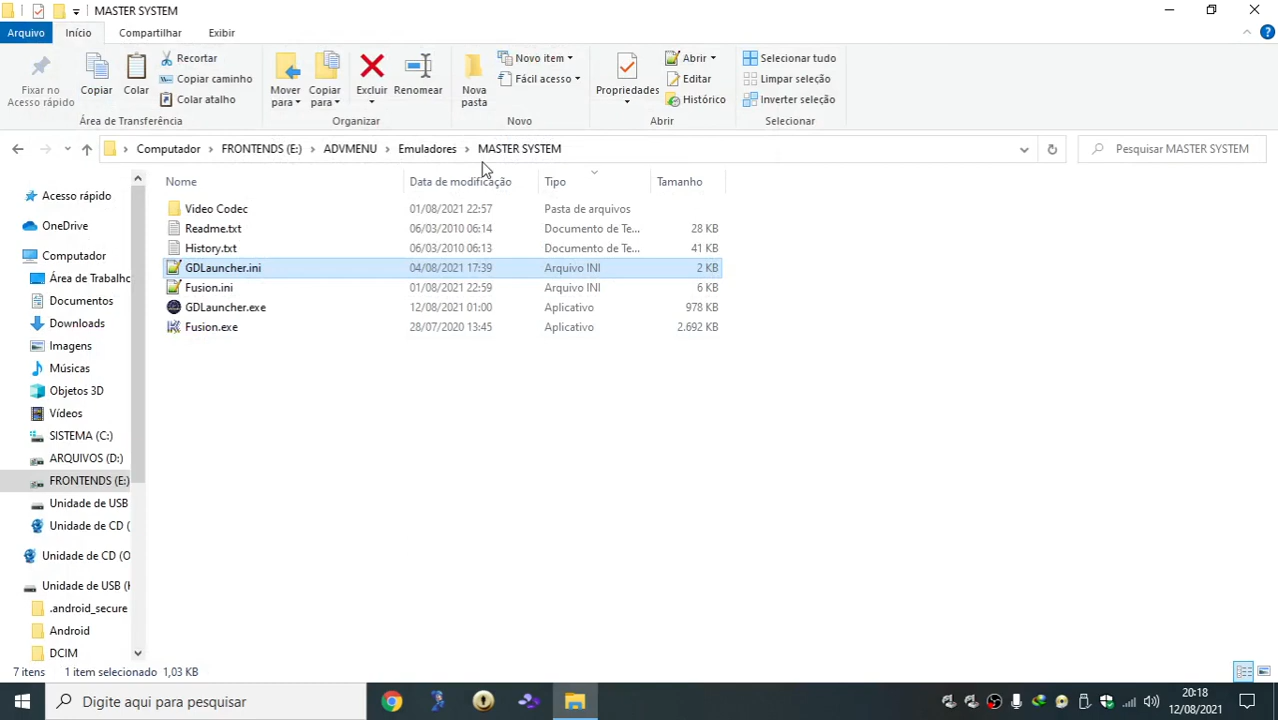 MASTER SYSTEM
Arquivo Início Compartilhar Exibir
Fixar no Acesso rápido
Copiar
Colar
Recortar
Copiar caminho
Colar atalho
Área de Transferência
Mover para
Copiar para
Excluir
Renomear
Organizar
Nova pasta
Novo item
Fácil acesso
Novo
Propriedades
Abrir
Editar
Histórico
Abrir
Selecionar tudo
Limpar seleção
Inverter seleção
Selecionar
Computador > FRONTENDS (E:) > ADVMENU > Emuladores > MASTER SYSTEM
Pesquisar MASTER SYSTEM
Acesso rápido
OneDrive
Computador
Área de Trabalho
Documentos
Downloads
Imagens
Músicas
Objetos 3D
Vídeos
SISTEMA (C:)
ARQUIVOS (D:)
FRONTENDS (E:)
Unidade de USB
Unidade de CD (
Unidade de CD (O
Unidade de USB (
.android_secure
Android
DCIM
Nome Data de modificação Tipo Tamanho
Video Codec 01/08/2021 22:57 Pasta de arquivos
Readme.txt 06/03/2010 06:14 Documento de Te... 28 KB
History.txt 06/03/2010 06:13 Documento de Te... 41 KB
GDLauncher.ini 04/08/2021 17:39 Arquivo INI 2 KB
Fusion.ini 01/08/2021 22:59 Arquivo INI 6 KB
GDLauncher.exe 12/08/2021 01:00 Aplicativo 978 KB
Fusion.exe 28/07/2020 13:45 Aplicativo 2.692 KB
7 itens 1 item selecionado 1,03 KB
Digite aqui para pesquisar
20:18
12/08/2021